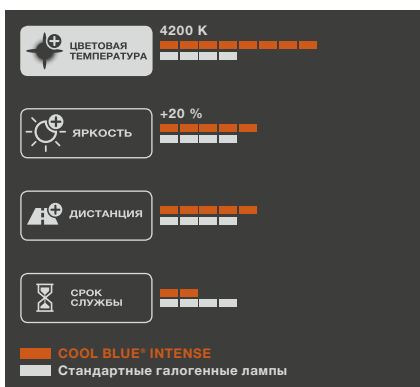 ЦВЕТОВАЯ
ТЕМПЕРАТУРА
4200 K
ЯРКОСТЬ
+20 %
ДИСТАНЦИЯ
СРОК
СЛУЖБЫ
COOL BLUE® INTENSE
Стандартные галогенные лампы